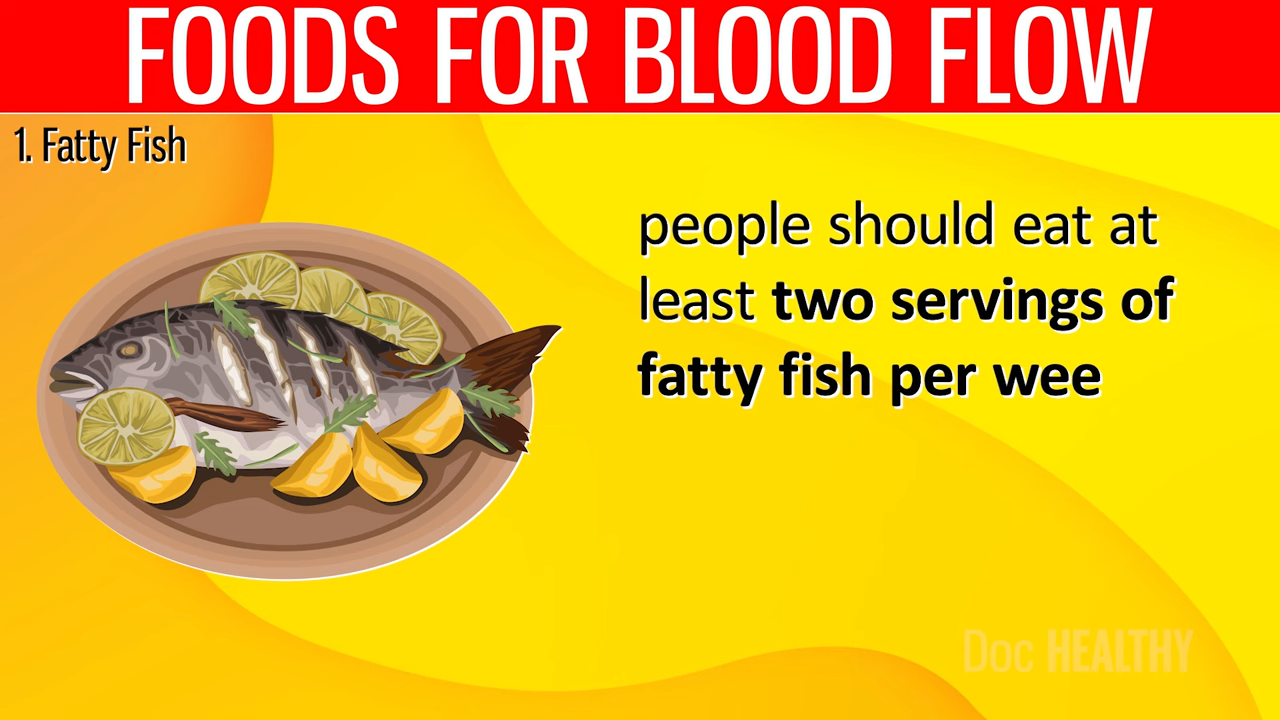 FOODS FOR BLOOD FLOW
1. Fatty Fish
people should eat at
least two servings of
fatty fish per wee
Doc HEALTHY